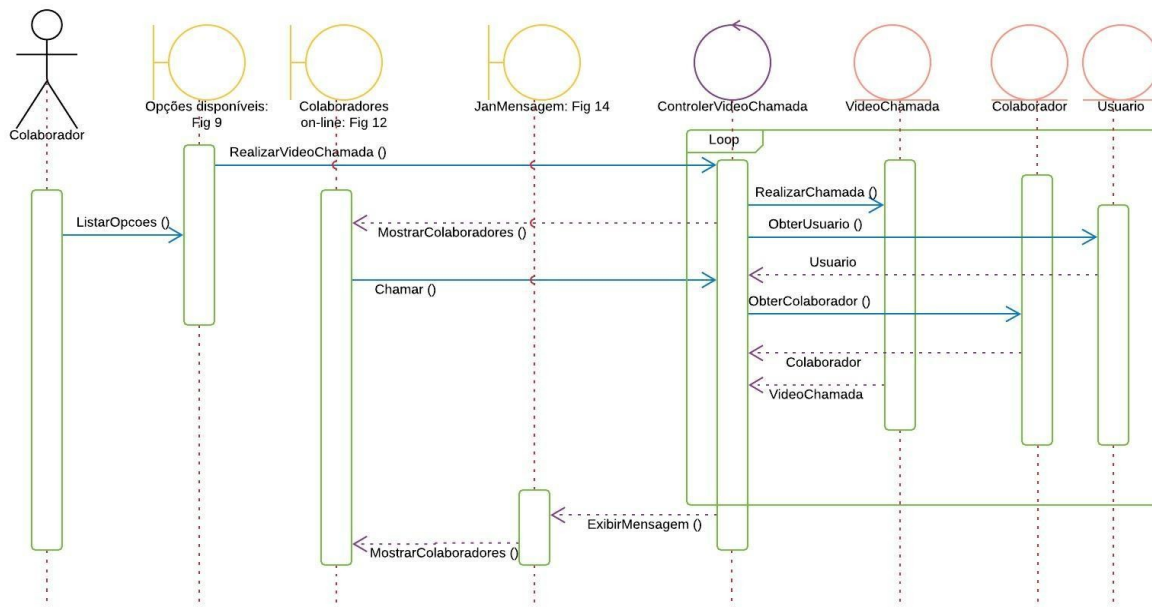 Colaborador
Opções disponíveis:
Fig 9
Colaboradores
on-line: Fig 12
JanMensagem: Fig 14
ControlerVideoChamada
VideoChamada
Colaborador
Usuario
Loop
RealizarVideoChamada ()
RealizarChamada ()
ListarOpcoes ()
MostrarColaboradores ()
ObterUsuario ()
Usuario
Chamar ()
ObterColaborador ()
Colaborador
VideoChamada
ExibirMensagem ()
MostrarColaboradores ()